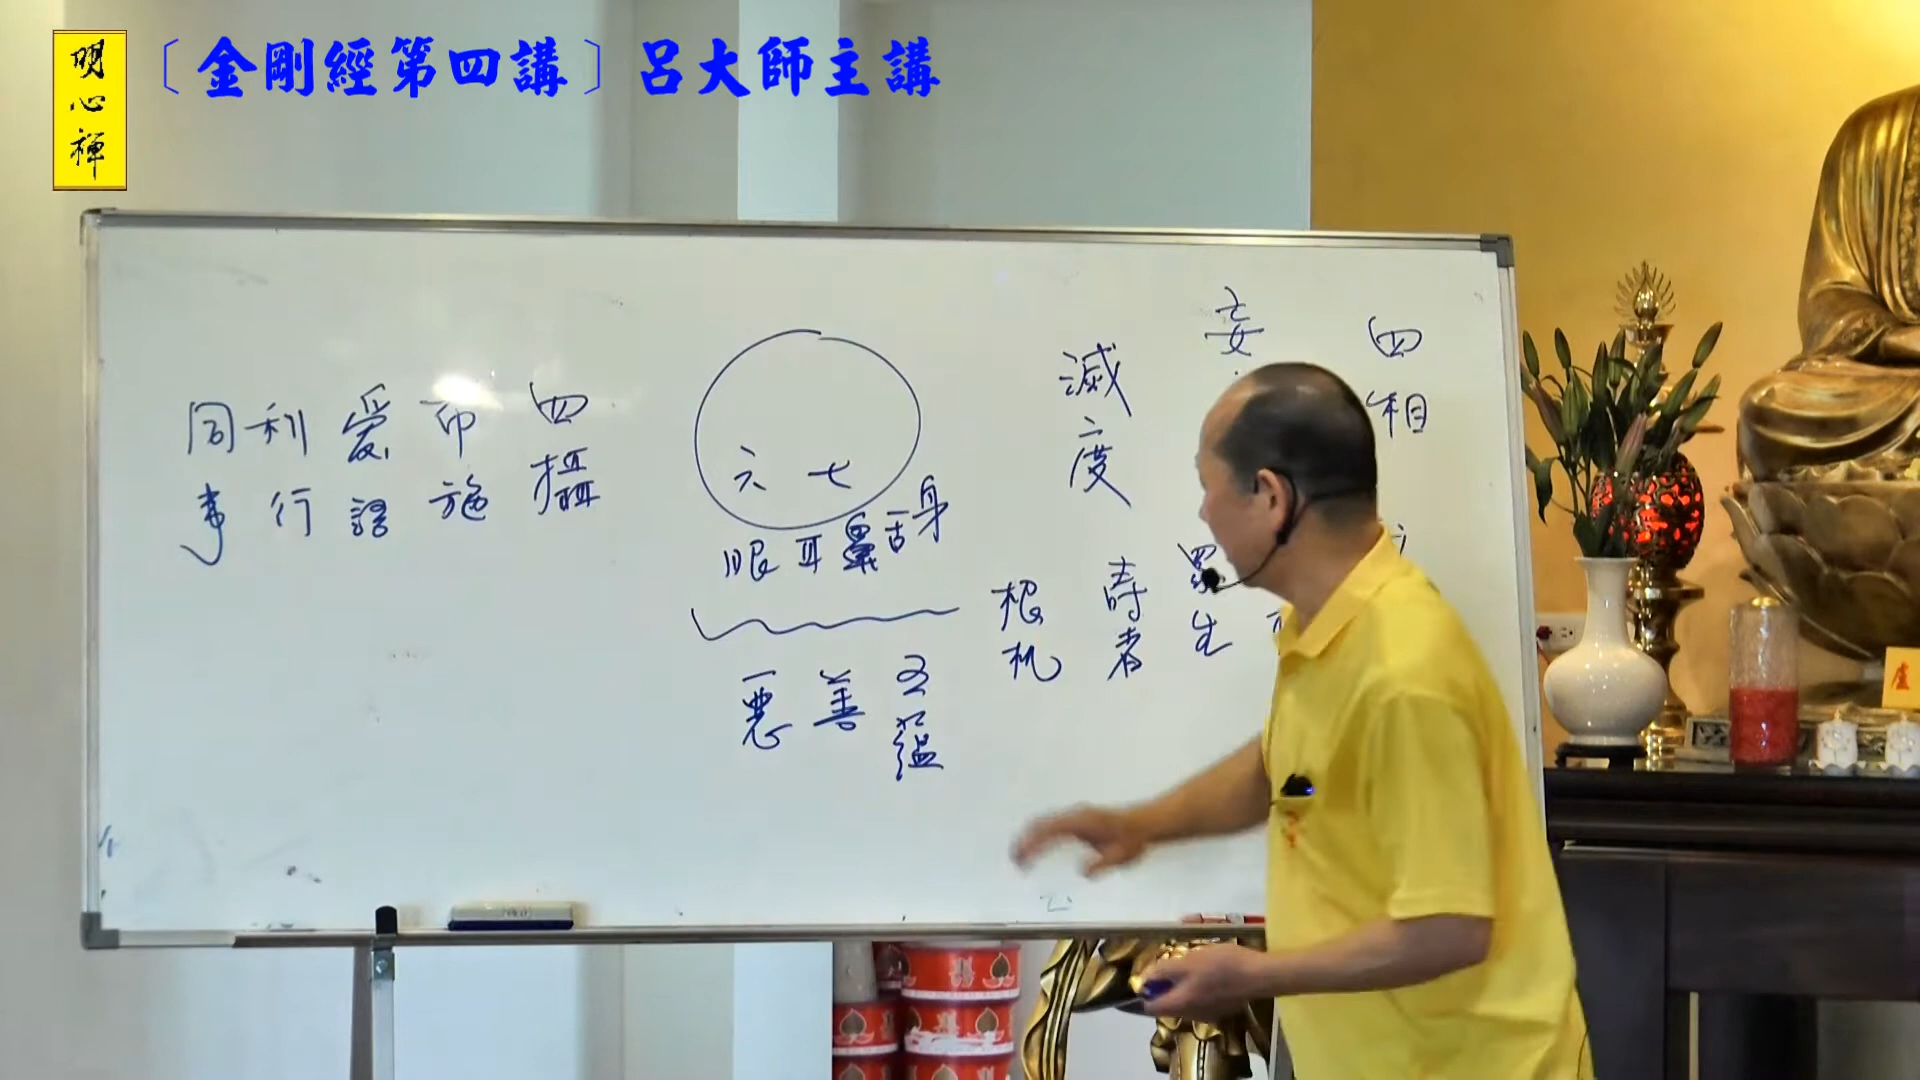 明心禪
〔金剛經第四講〕呂大師主講
四相
妄
滅度
眾生
壽者
根机
六 七
眼耳鼻舌身
五蘊
善
惡
四攝
布施
愛語
利行
同事